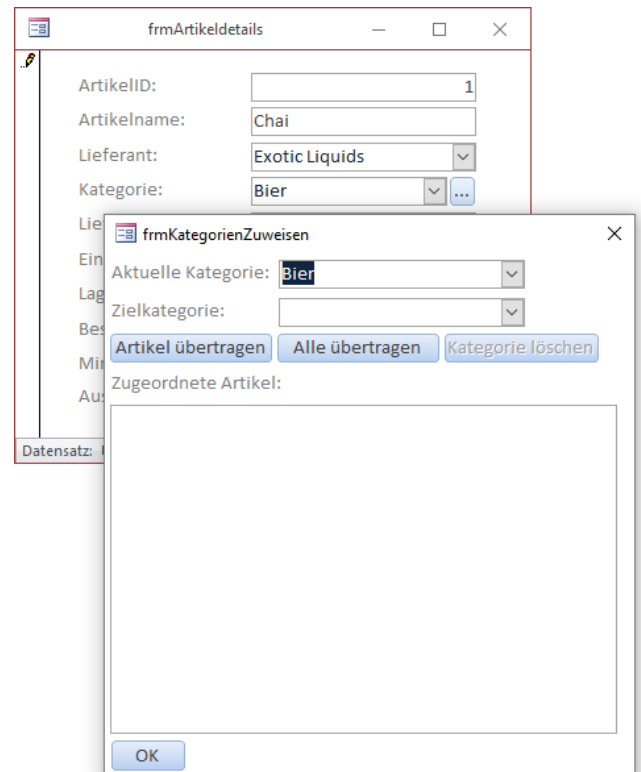 frmArtikeldetails
ArtikelID: 1
Artikelname: Chai
Lieferant: Exotic Liquids
Kategorie: Bier ...
frmKategorienZuweisen
Aktuelle Kategorie: Bier
Zielkategorie:
Artikel übertragen Alle übertragen Kategorie löschen
Zugeordnete Artikel:
Datensatz:
OK